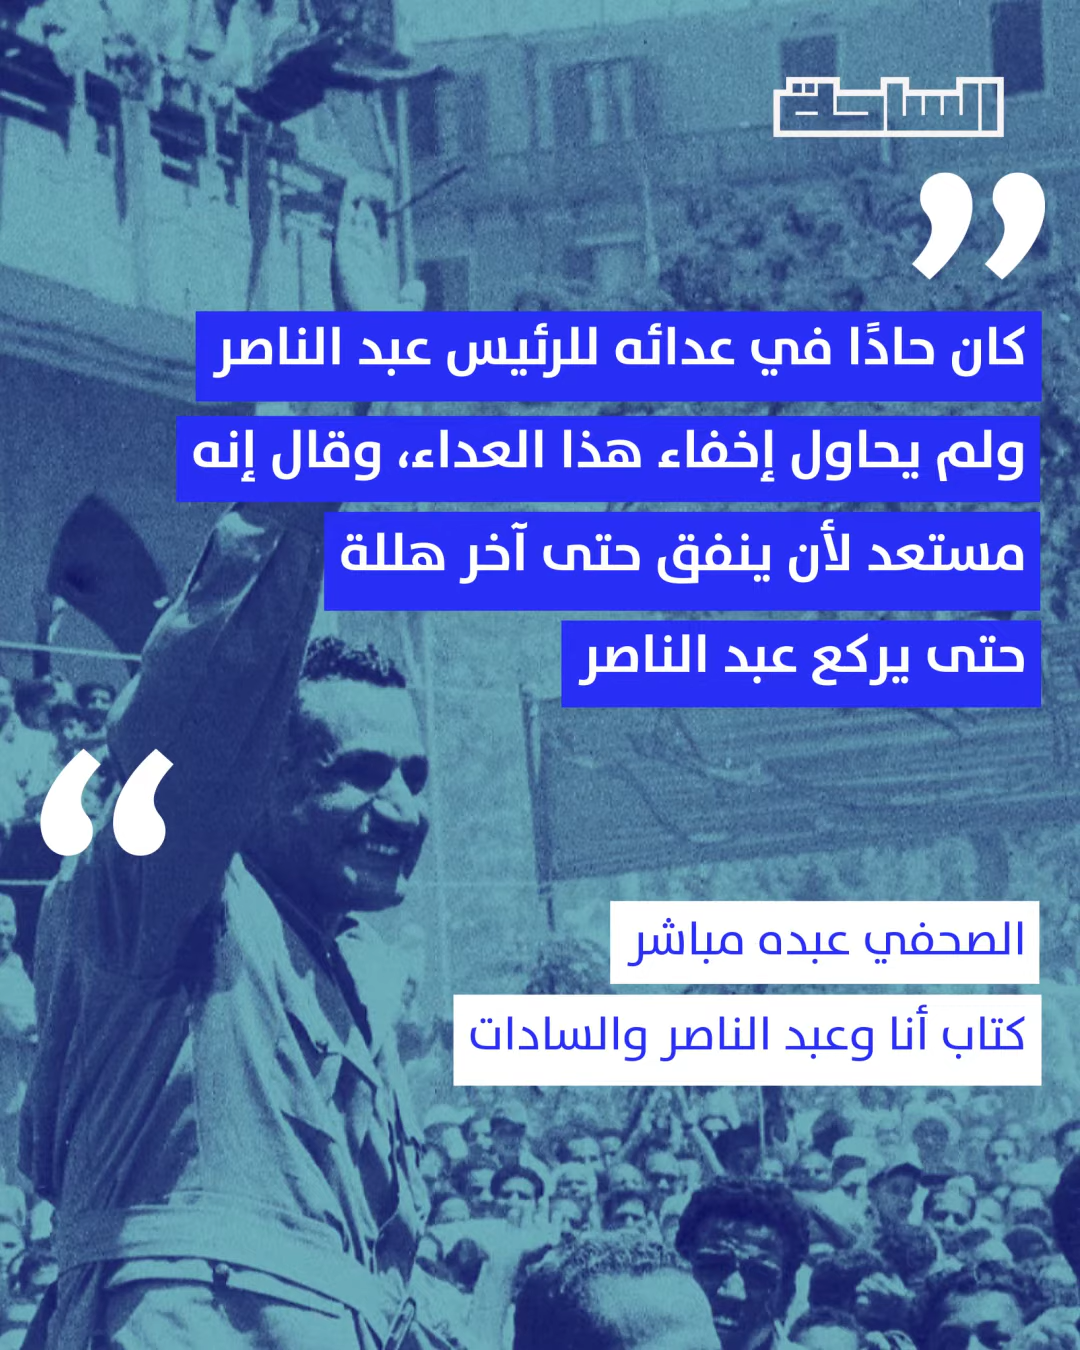 السكة
”
كان حادًا في عدائه للرئيس عبد الناصر
ولم يحاول إخفاء هذا العداء، وقال إنه
مستعد لأن ينفق حتى آخر هللة
حتى يركع عبد الناصر
“
الصحفي عبده مباشر
كتاب أنا وعبد الناصر والسادات